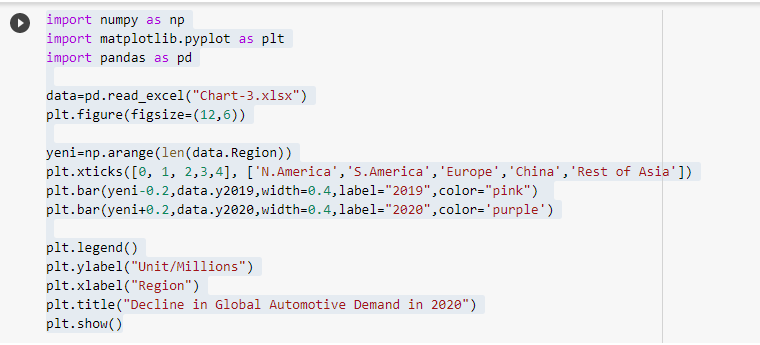 import numpy as np
import matplotlib.pyplot as plt
import pandas as pd
data=pd.read_excel("Chart-3.xlsx")
plt.figure(figsize=(12,6))
yeni=np.arange(len(data.Region))
plt.xticks([0, 1, 2,3,4], ['N.America','S.America','Europe','China','Rest of Asia'])
plt.bar(yeni-0.2,data.y2019,width=0.4,label="2019",color="pink")
plt.bar(yeni+0.2,data.y2020,width=0.4,label="2020",color='purple')
plt.legend()
plt.ylabel("Unit/Millions")
plt.xlabel("Region")
plt.title("Decline in Global Automotive Demand in 2020")
plt.show()